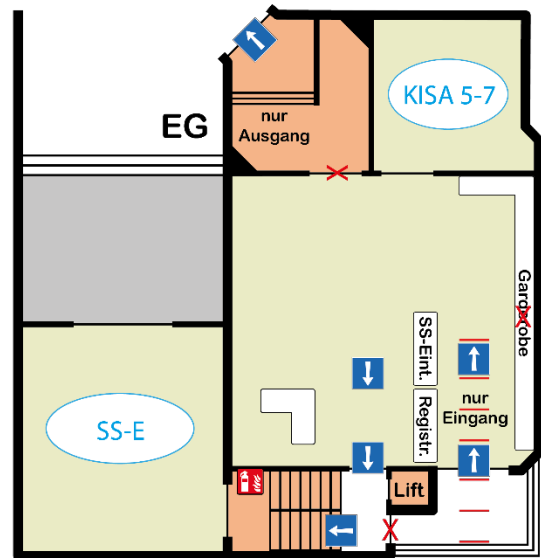 KISA 5-7
EG
nur
Ausgang
Garderobe
SS-Eint.
Registr.
nur
Eingang
SS-E
Lift